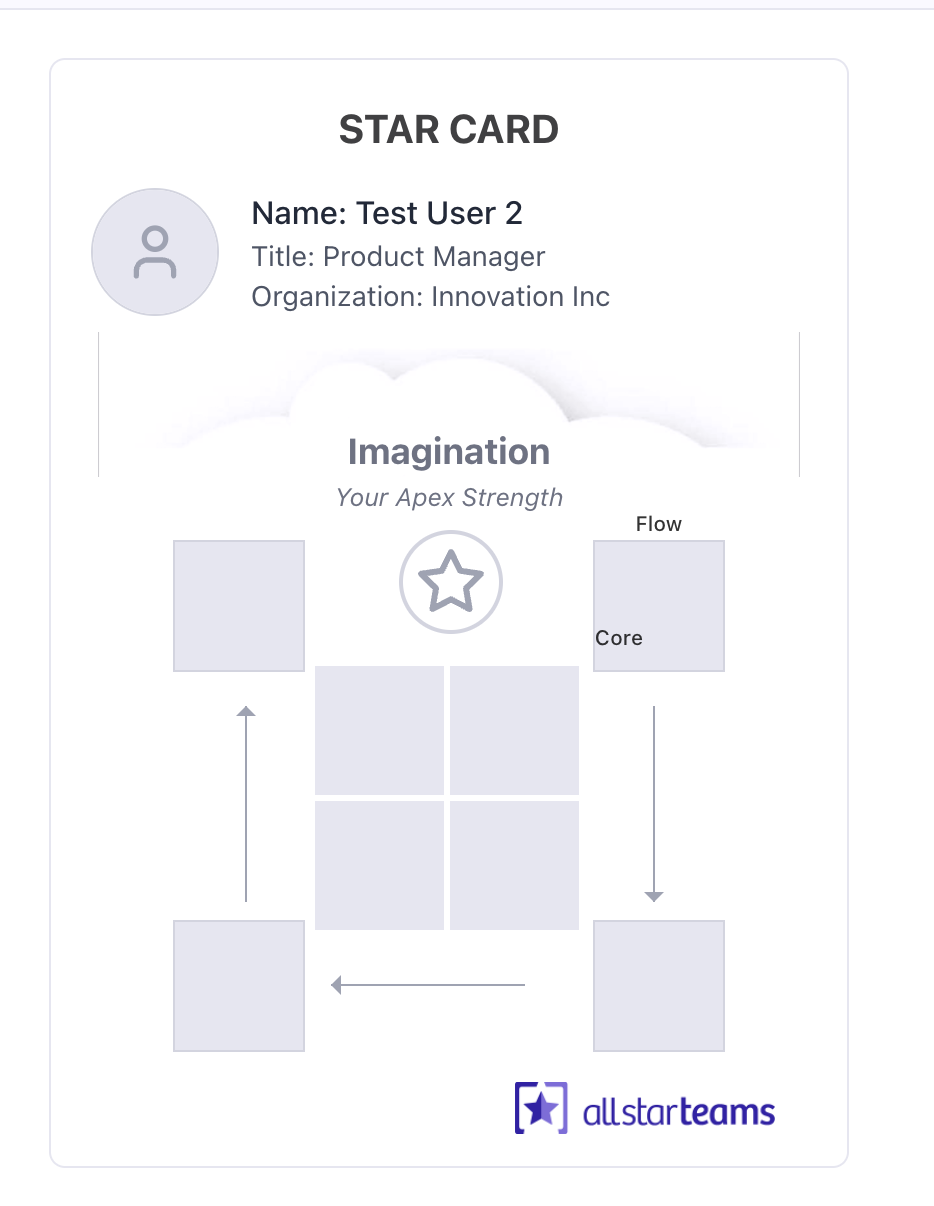 STAR CARD
Name: Test User 2
Title: Product Manager
Organization: Innovation Inc
Imagination
Your Apex Strength
Flow
Core
allstarteams